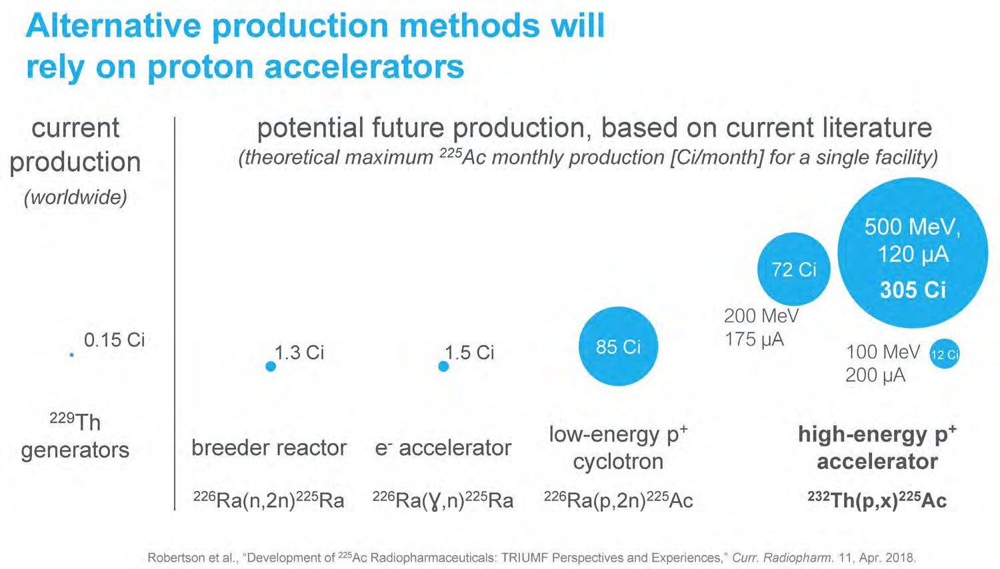 Alternative production methods will
rely on proton accelerators
current
production
(worldwide)
potential future production, based on current literature
(theoretical maximum ²²⁵Ac monthly production [Ci/month] for a single facility)
0.15 Ci
1.3 Ci
1.5 Ci
85 Ci
72 Ci
200 MeV
175 µA
500 MeV,
120 µA
305 Ci
100 MeV
200 µA
12 Ci
²²⁹Th
generators
breeder reactor
²²⁶Ra(n,2n)²²⁵Ra
e⁻ accelerator
²²⁶Ra(Ɣ,n)²²⁵Ra
low-energy p⁺
cyclotron
²²⁶Ra(p,2n)²²⁵Ac
high-energy p⁺
accelerator
²³²Th(p,x)²²⁵Ac
Robertson et al., “Development of ²²⁵Ac Radiopharmaceuticals: TRIUMF Perspectives and Experiences,” Curr. Radiopharm. 11, Apr. 2018.